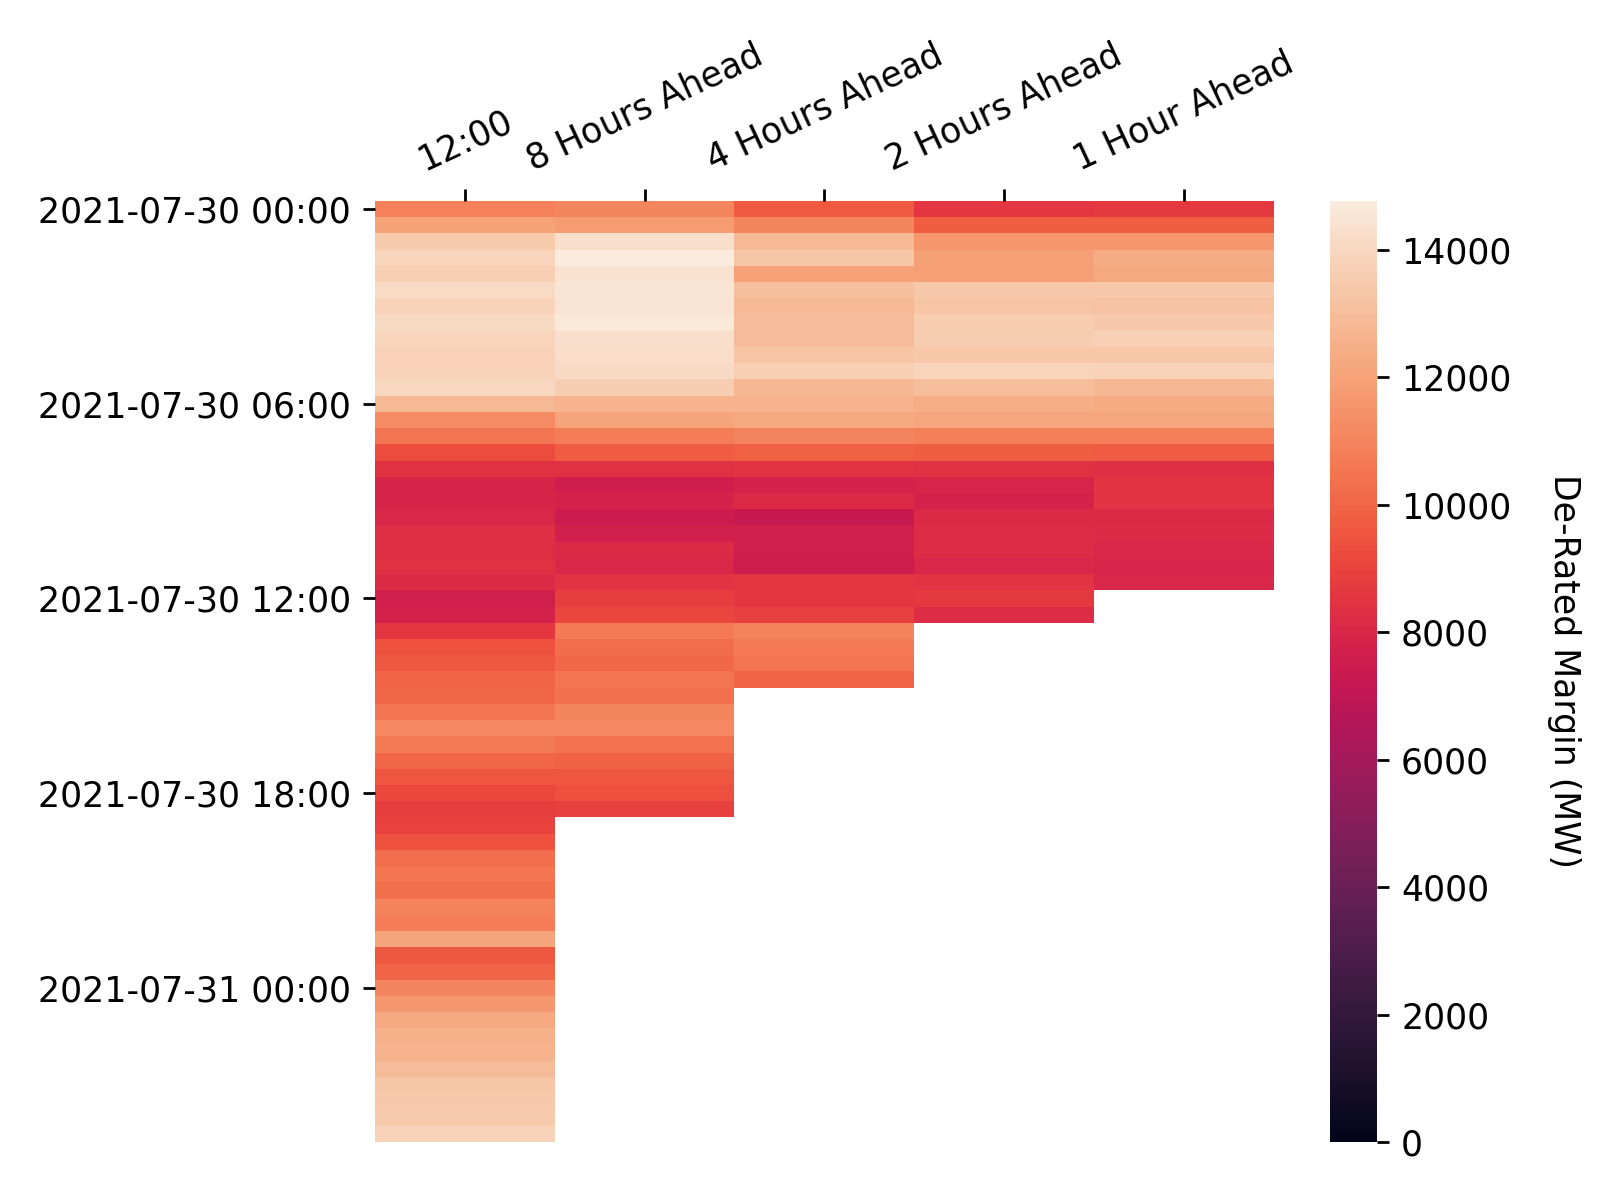 12:00
8 Hours Ahead
4 Hours Ahead
2 Hours Ahead
1 Hour Ahead
2021-07-30 00:00
2021-07-30 06:00
2021-07-30 12:00
2021-07-30 18:00
2021-07-31 00:00
14000
12000
10000
8000
6000
4000
2000
0
De-Rated Margin (MW)